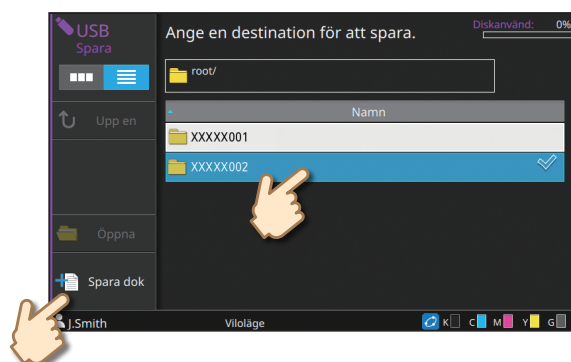 USB
Spara
Ange en destination för att spara.
Diskanvänd: 0%
root/
Upp en
Namn
XXXXX001
XXXXX002
Öppna
Spara dok
J.Smith
Viloläge
K C M Y G